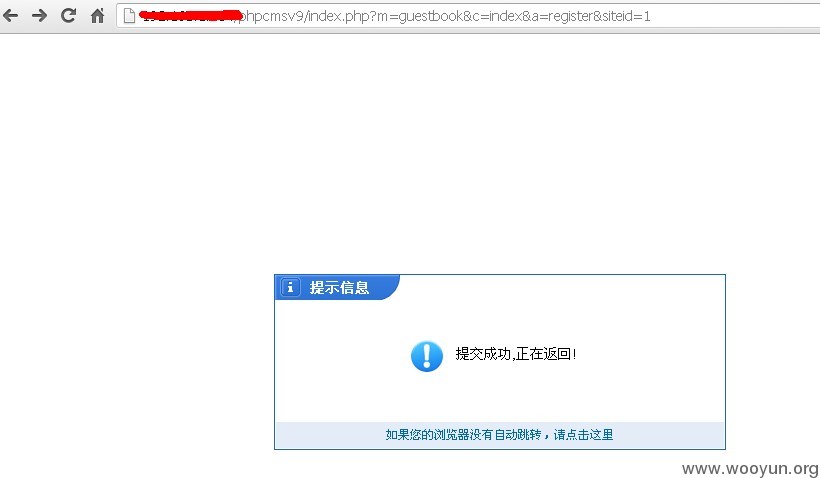 /phpcmsv9/index.php?m=guestbook&c=index&a=register&siteid=1
提示信息
提交成功,正在返回!
如果您的浏览器没有自动跳转，请点击这里
www.wooyun.org